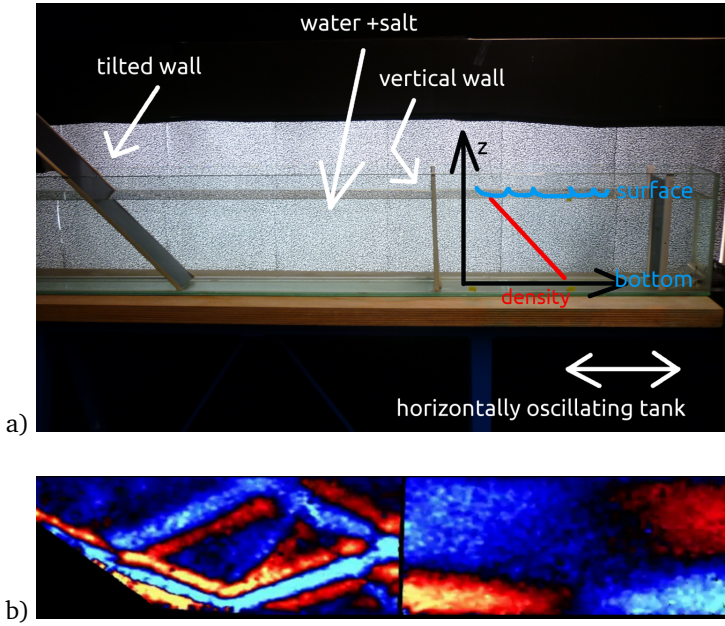 water +salt
tilted wall
vertical wall
z
surface
bottom
density
horizontally oscillating tank
a)
b)